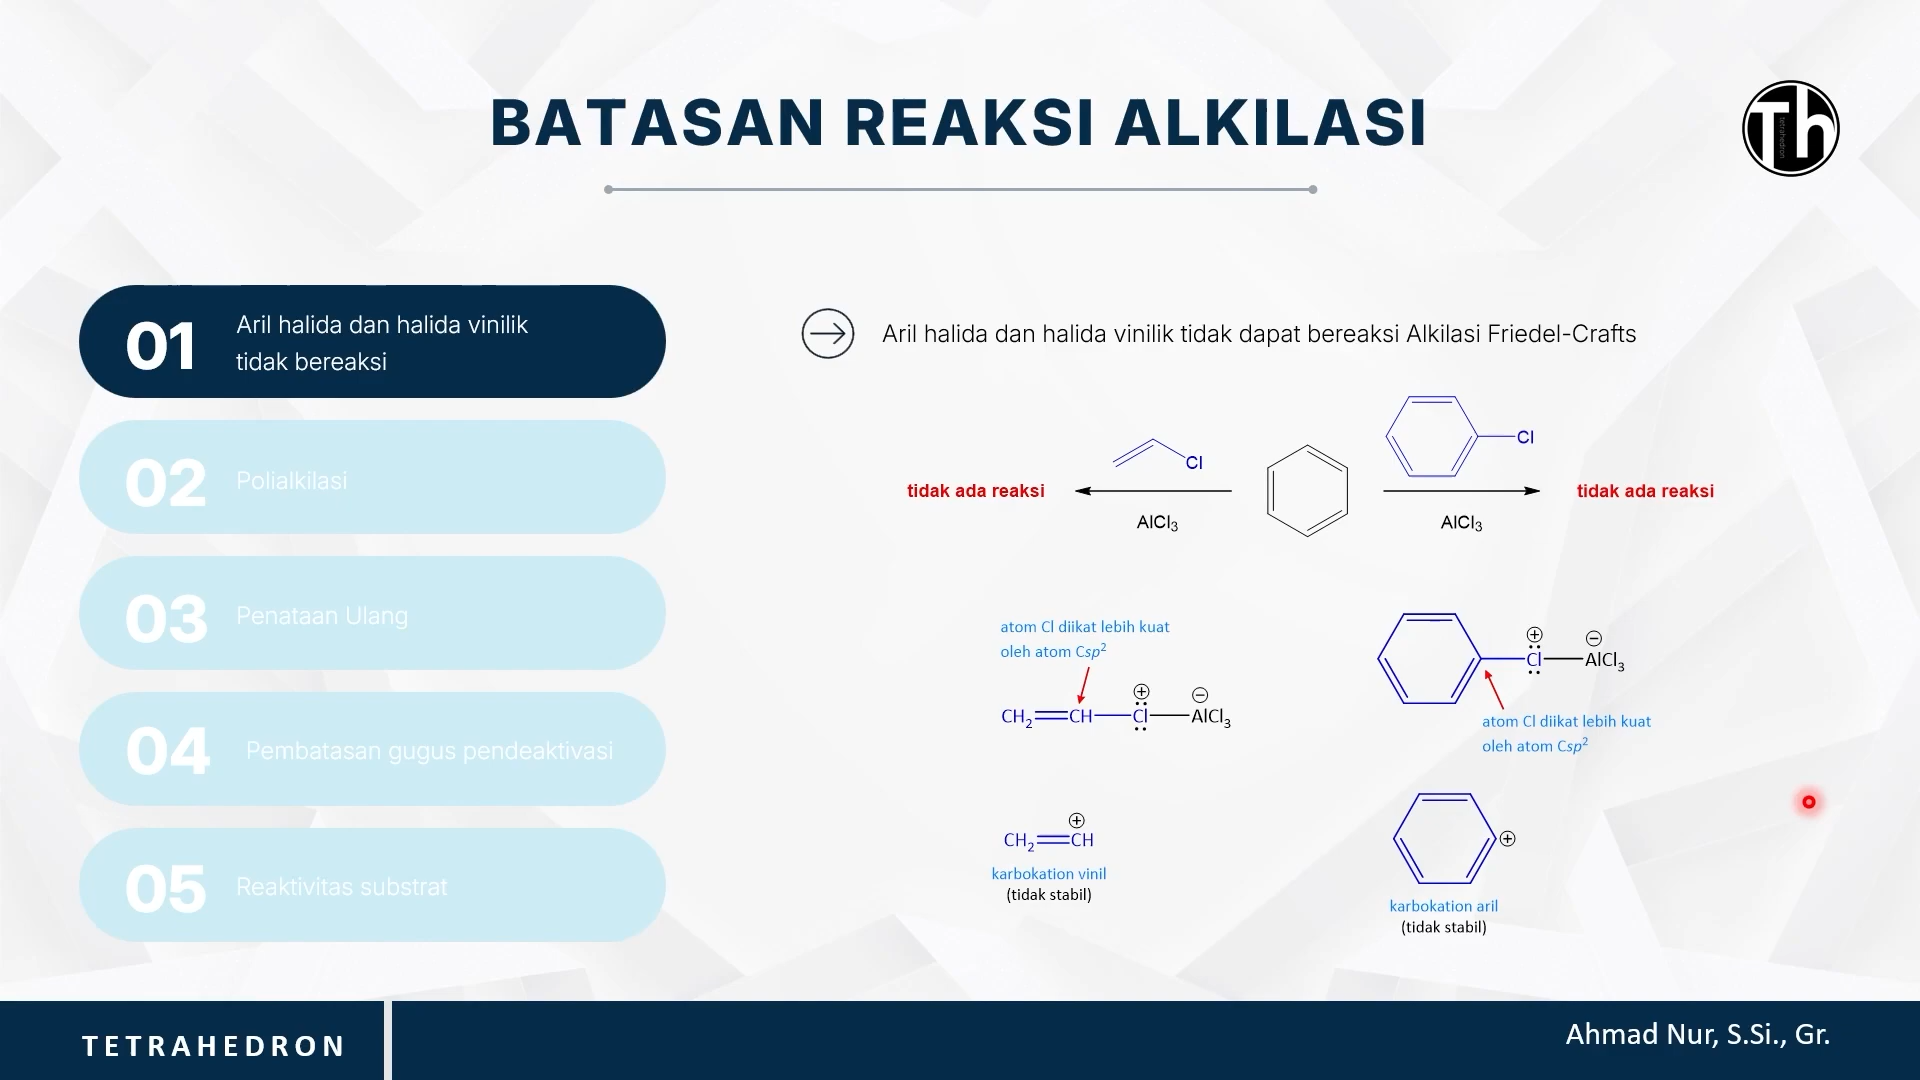 BATASAN REAKSI ALKILASI
Th
tetrahedron
01 Aril halida dan halida vinilik
tidak bereaksi
02 Polialkilasi
03 Penataan Ulang
04 Pembatasan gugus pendeaktivasi
05 Reaktivitas substrat
Aril halida dan halida vinilik tidak dapat bereaksi Alkilasi Friedel-Crafts
Cl
Cl
tidak ada reaksi
tidak ada reaksi
AlCl₃
AlCl₃
atom Cl diikat lebih kuat
oleh atom Csp²
⊕ ⊖
CH₂=CH-Cl-AlCl₃
⊕ ⊖
Cl-AlCl₃
atom Cl diikat lebih kuat
oleh atom Csp²
⊕
CH₂=CH
karbokation vinil
(tidak stabil)
⊕
karbokation aril
(tidak stabil)
TETRAHEDRON
Ahmad Nur, S.Si., Gr.